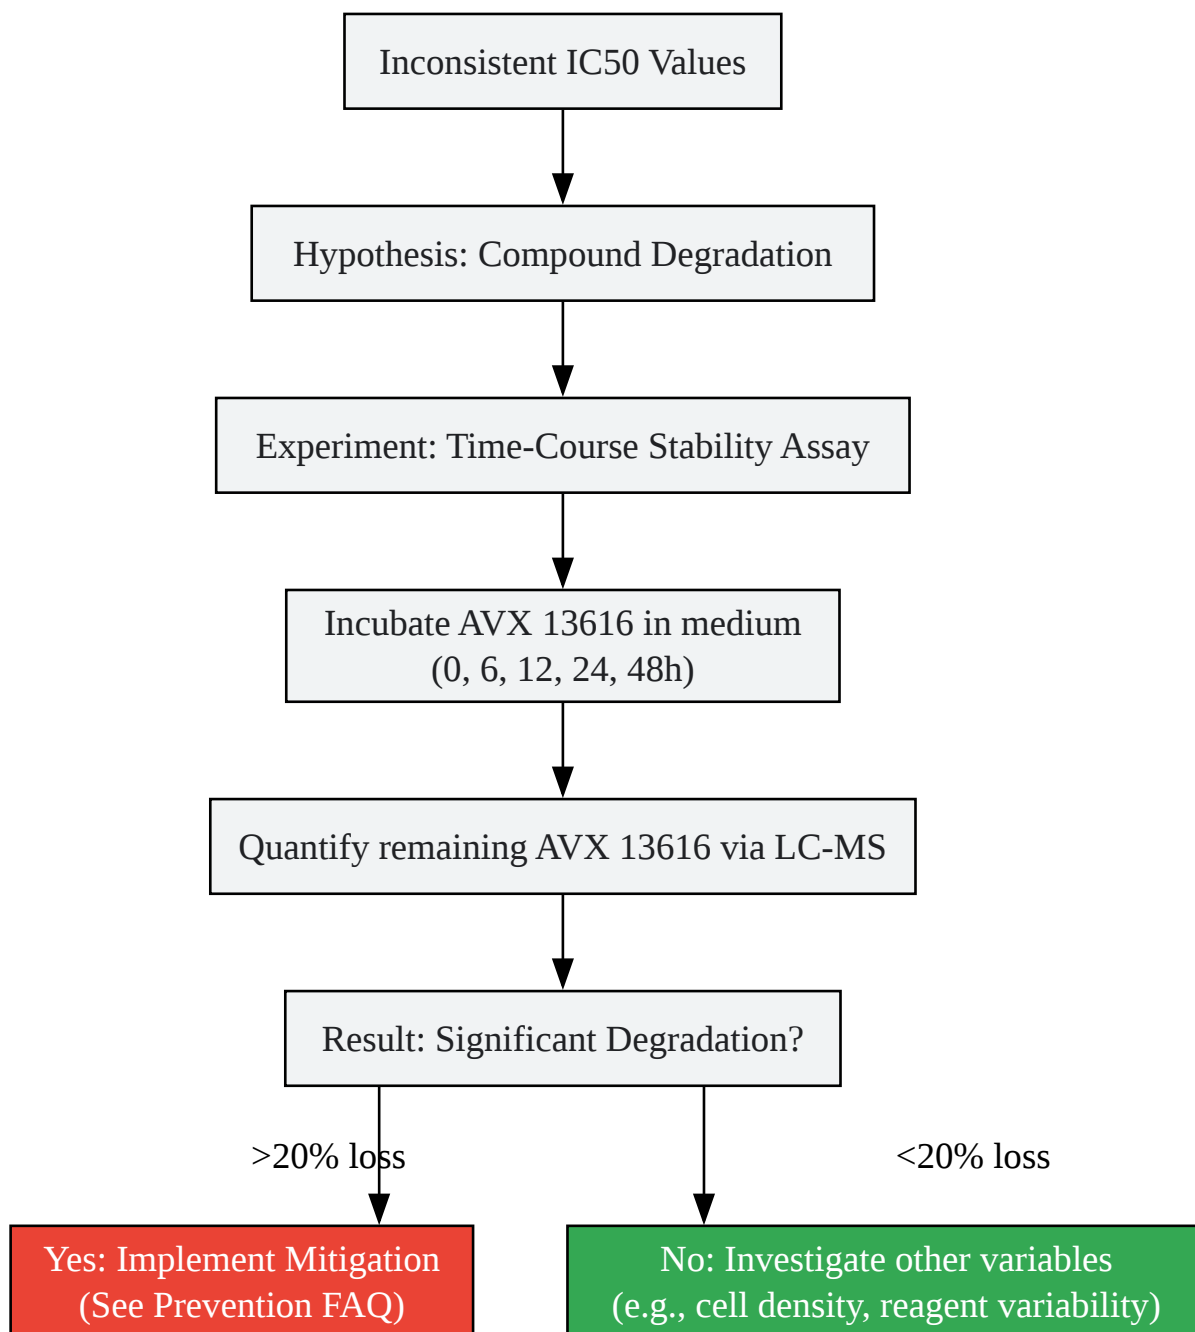 Inconsistent IC50 Values
Hypothesis: Compound Degradation
Experiment: Time-Course Stability Assay
Incubate AVX 13616 in medium
(0, 6, 12, 24, 48h)
Quantify remaining AVX 13616 via LC-MS
Result: Significant Degradation?
>20% loss
<20% loss
Yes: Implement Mitigation
(See Prevention FAQ)
No: Investigate other variables
(e.g., cell density, reagent variability)